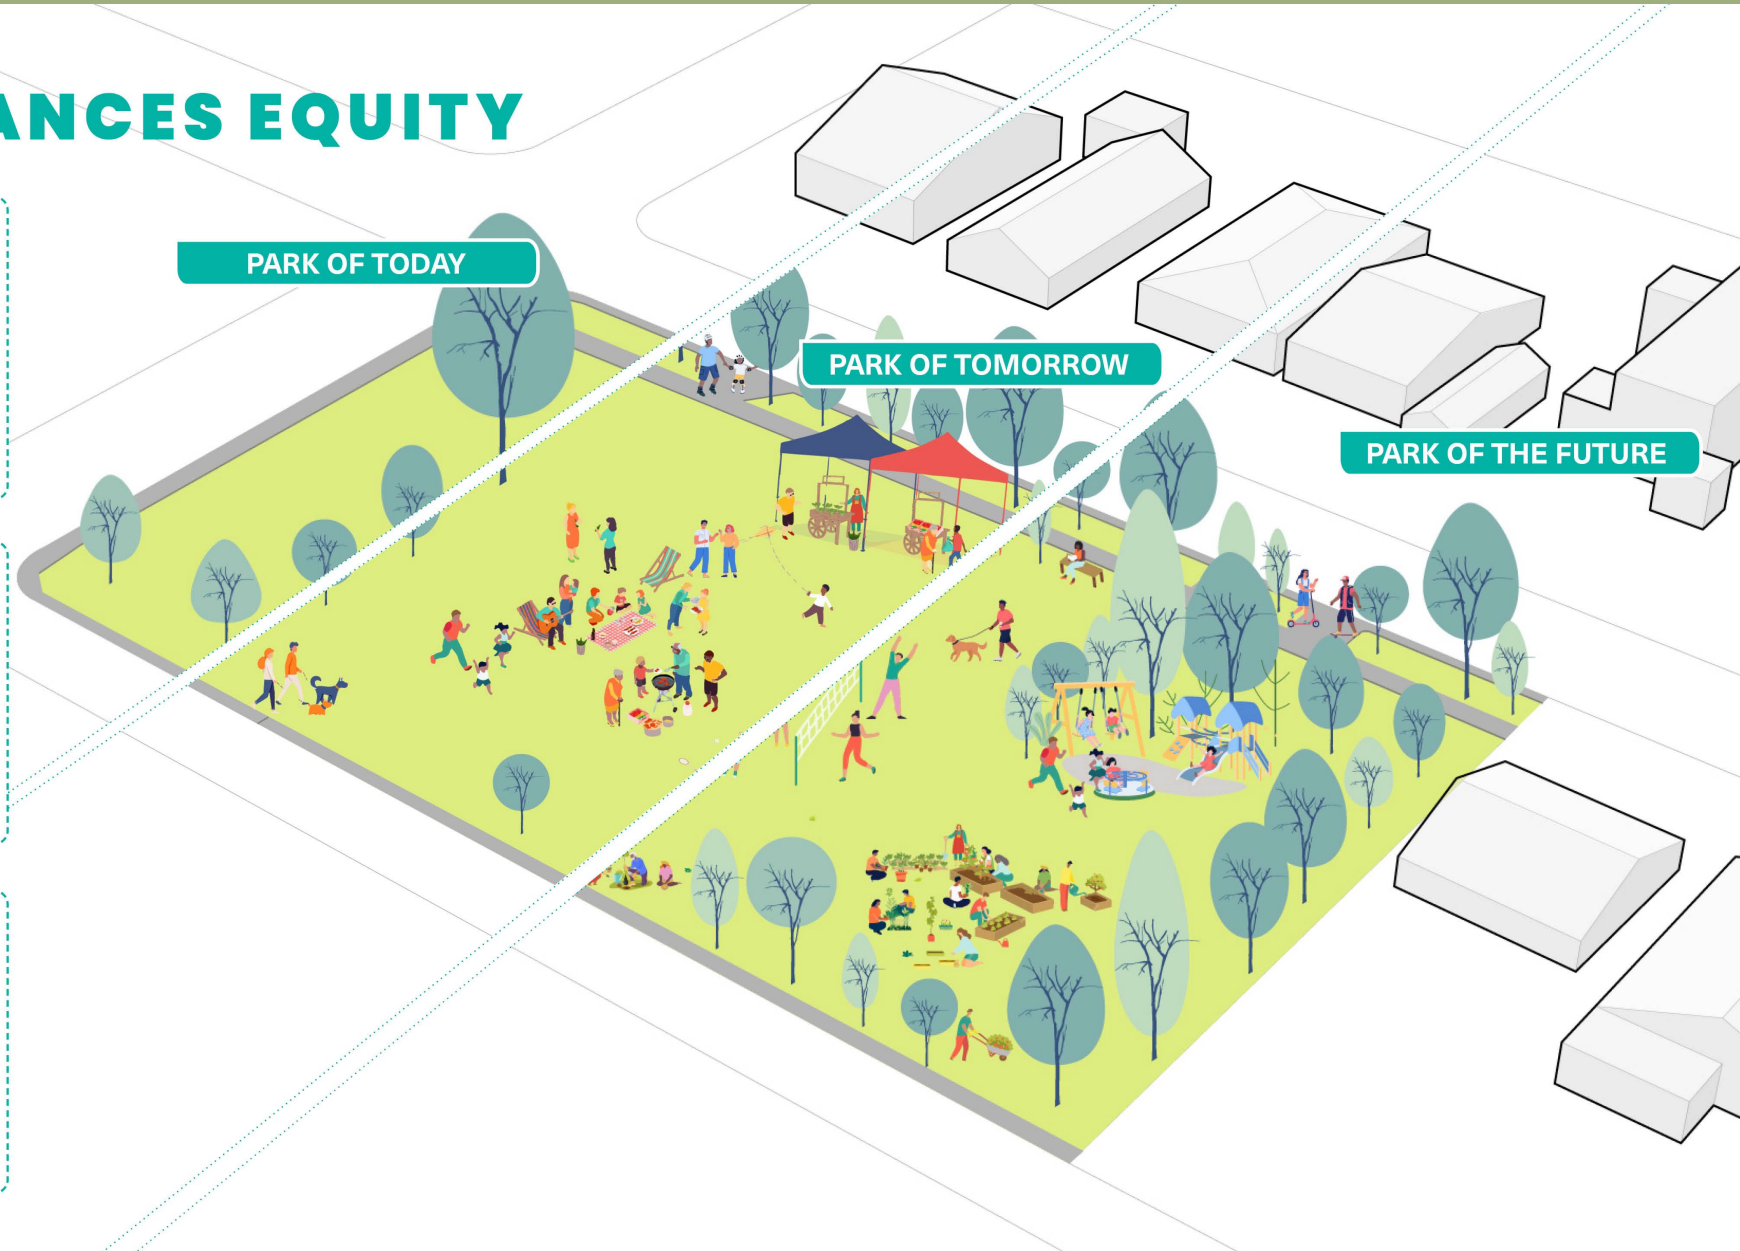 ANCES EQUITY
PARK OF TODAY
PARK OF TOMORROW
PARK OF THE FUTURE